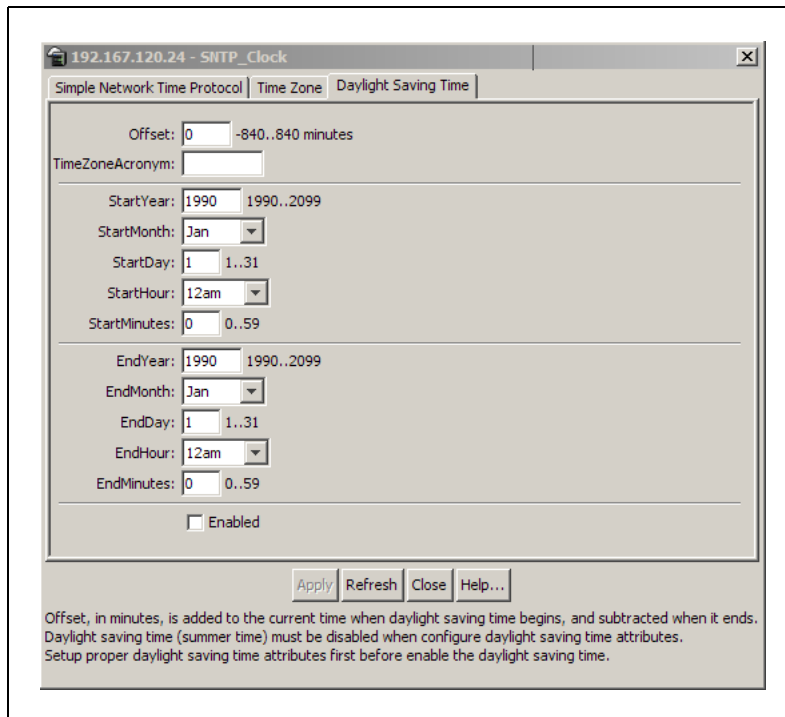 192.167.120.24 - SNTP_Clock
Simple Network Time Protocol Time Zone Daylight Saving Time
Offset: 0 -840..840 minutes
TimeZoneAcronym:
StartYear: 1990 1990..2099
StartMonth: Jan
StartDay: 1 1..31
StartHour: 12am
StartMinutes: 0 0..59
EndYear: 1990 1990..2099
EndMonth: Jan
EndDay: 1 1..31
EndHour: 12am
EndMinutes: 0 0..59
Enabled
Apply Refresh Close Help...
Offset, in minutes, is added to the current time when daylight saving time begins, and subtracted when it ends.
Daylight saving time (summer time) must be disabled when configure daylight saving time attributes.
Setup proper daylight saving time attributes first before enable the daylight saving time.